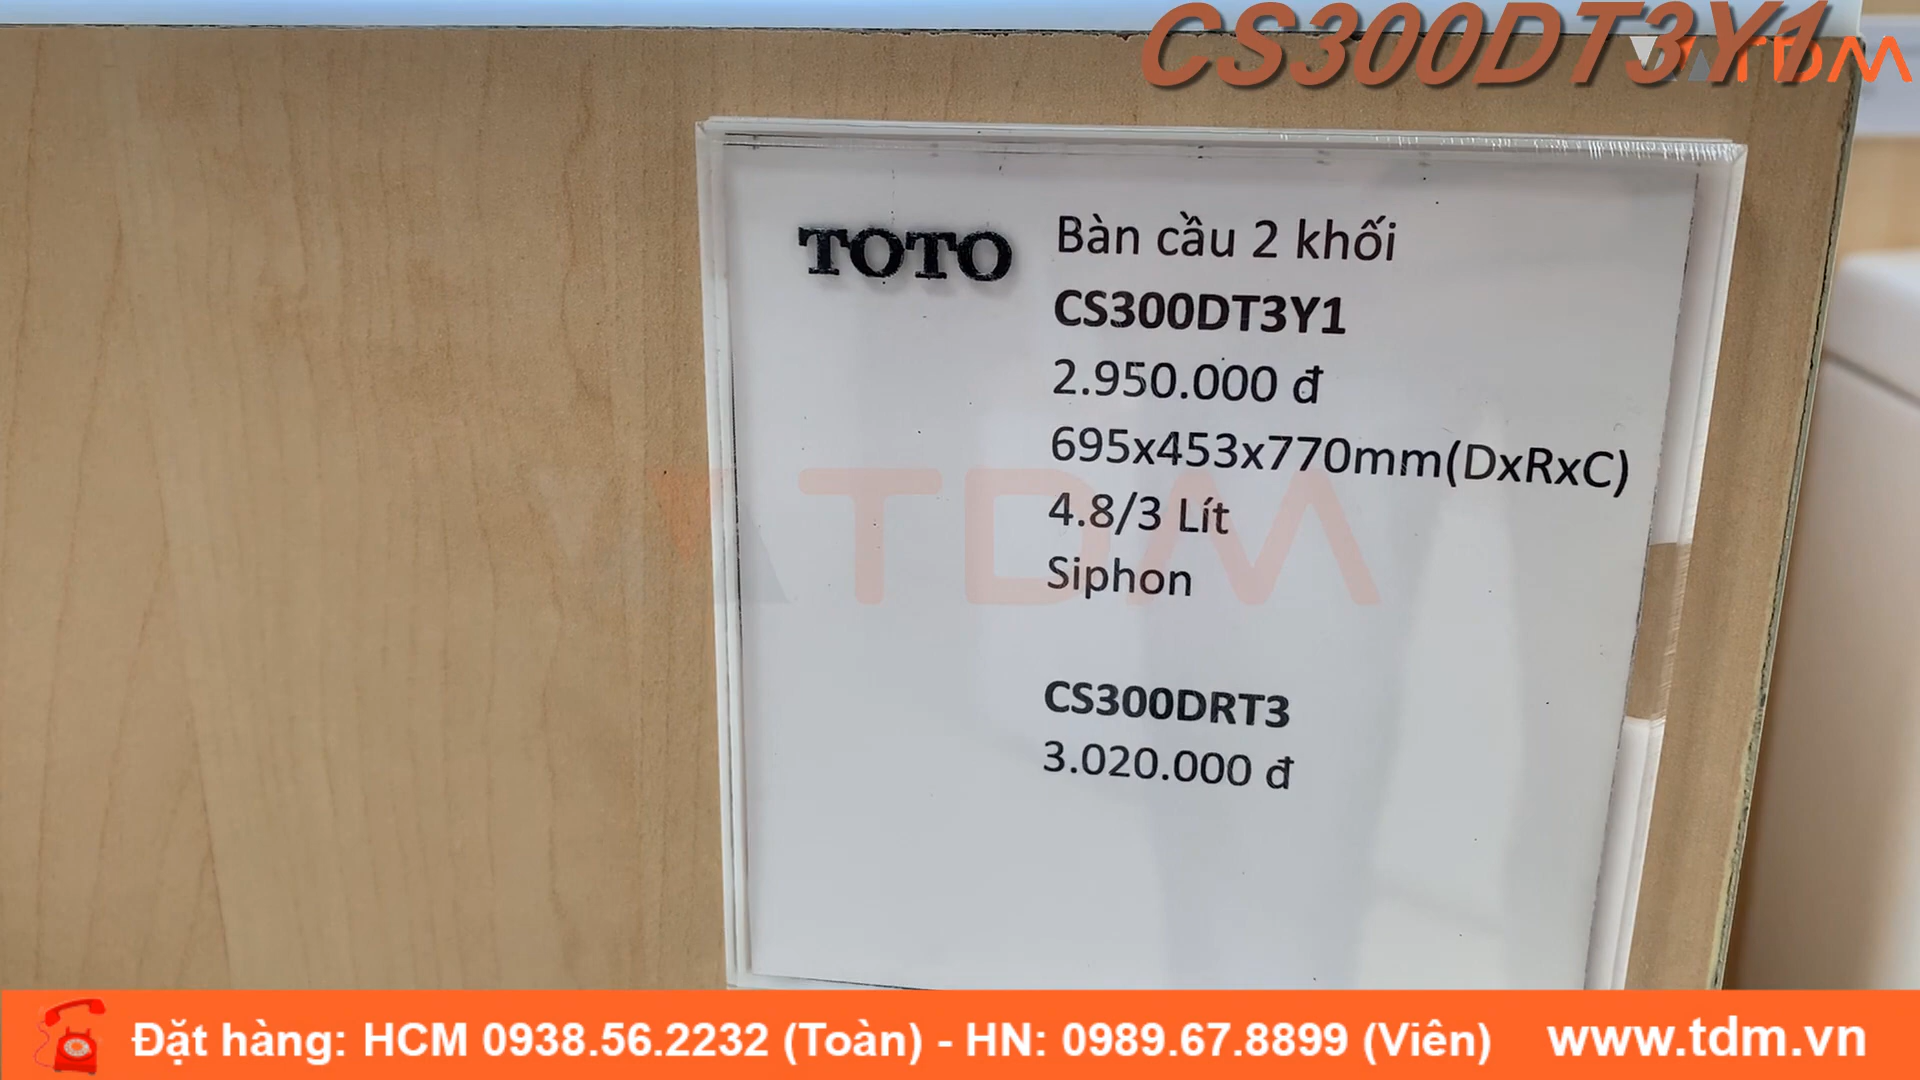 CS300DT3Y1
TDM
TOTO
Bàn cầu 2 khối
CS300DT3Y1
2.950.000 đ
695x453x770mm(DxRxC)
4.8/3 Lít
Siphon
TDM
CS300DRT3
3.020.000 đ
Đặt hàng: HCM 0938.56.2232 (Toàn) - HN: 0989.67.8899 (Viên) www.tdm.vn